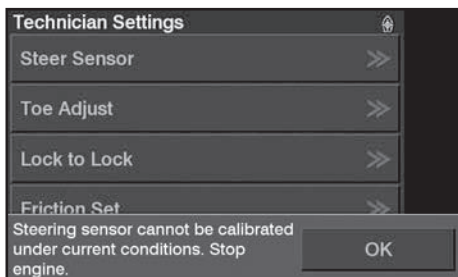 Technician Settings
Steer Sensor
Toe Adjust
Lock to Lock
Friction Set
Steering sensor cannot be calibrated
under current conditions. Stop
engine.
OK